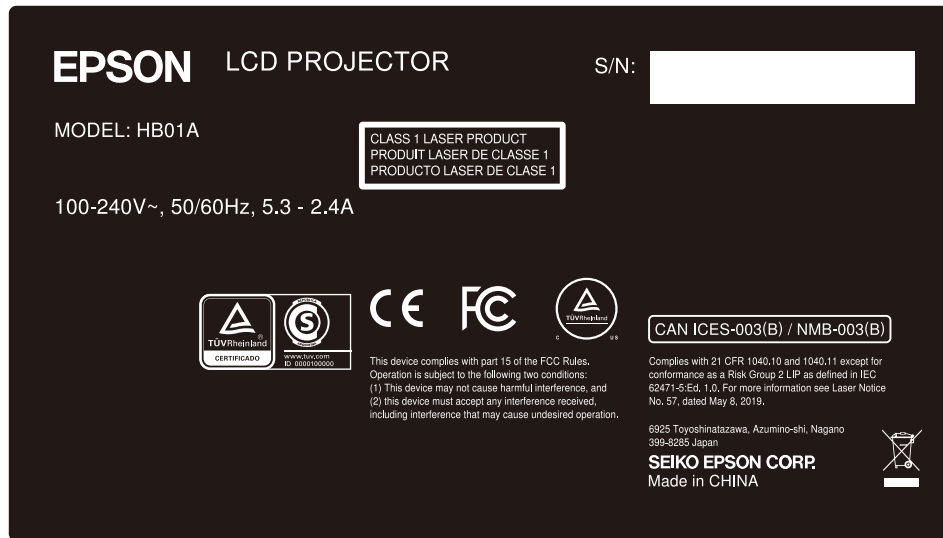 EPSON LCD PROJECTOR S/N:
MODEL: HB01A
CLASS 1 LASER PRODUCT
PRODUIT LASER DE CLASSE 1
PRODUCTO LASER DE CLASE 1
100-240V~, 50/60Hz, 5.3 - 2.4A
TÜVRheinland®
CERTIFICADO
S
www.tuv.com
ID 0000100000
CE
FC
TÜVRheinland
C US
This device complies with part 15 of the FCC Rules.
Operation is subject to the following two conditions:
(1) This device may not cause harmful interference, and
(2) this device must accept any interference received,
including interference that may cause undesired operation.
CAN ICES-003(B) / NMB-003(B)
Complies with 21 CFR 1040.10 and 1040.11 except for
conformance as a Risk Group 2 LIP as defined in IEC
62471-5:Ed. 1.0. For more information see Laser Notice
No. 57, dated May 8, 2019.
6925 Toyoshinatazawa, Azumino-shi, Nagano
399-8285 Japan
SEIKO EPSON CORP.
Made in CHINA